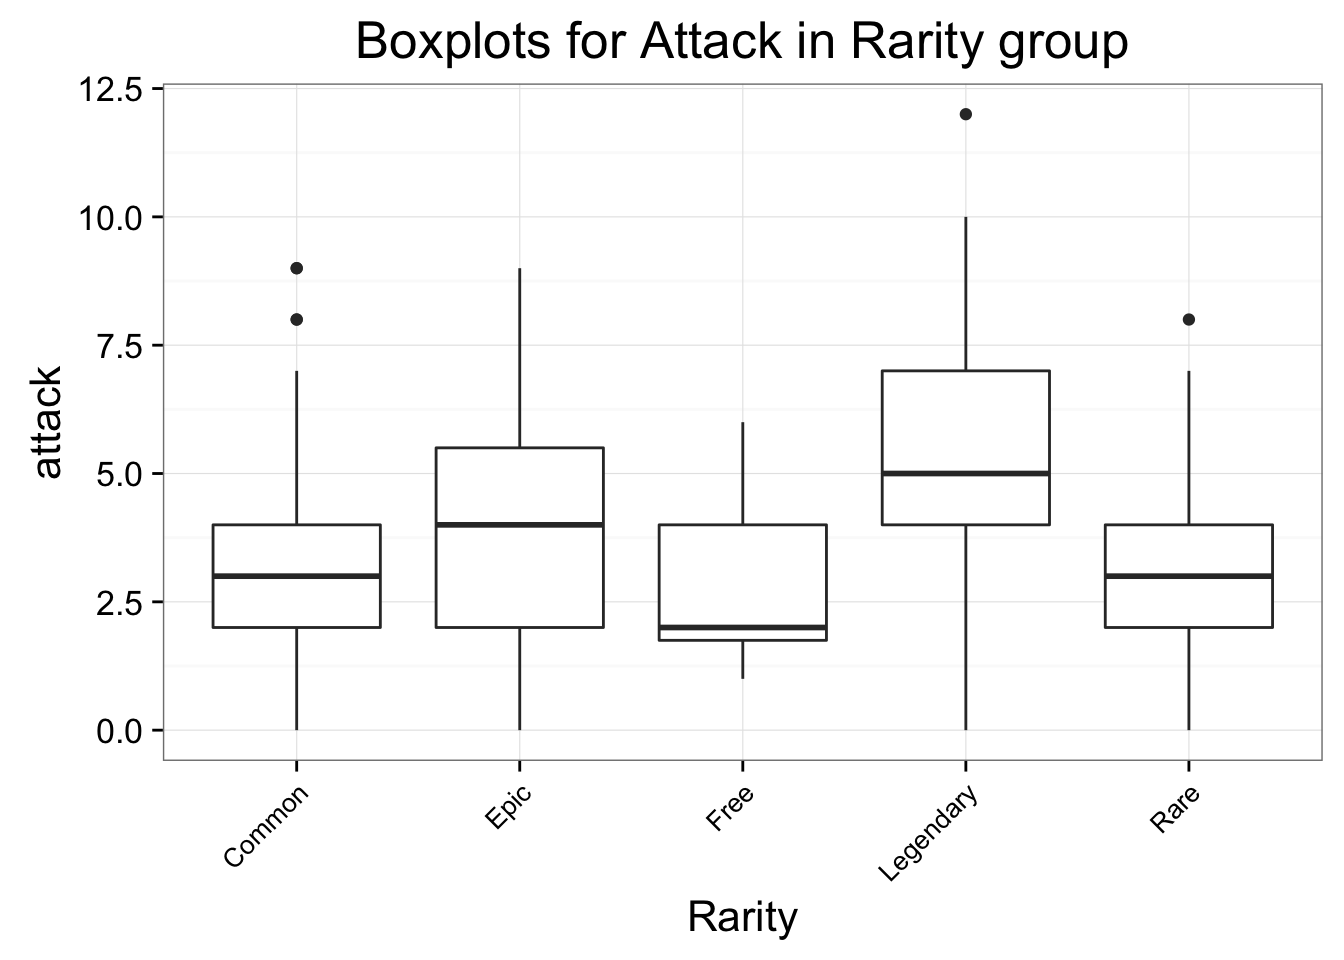 Boxplots for Attack in Rarity group
12.5
10.0
7.5
5.0
2.5
0.0
attack
Common
Epic
Free
Legendary
Rare
Rarity